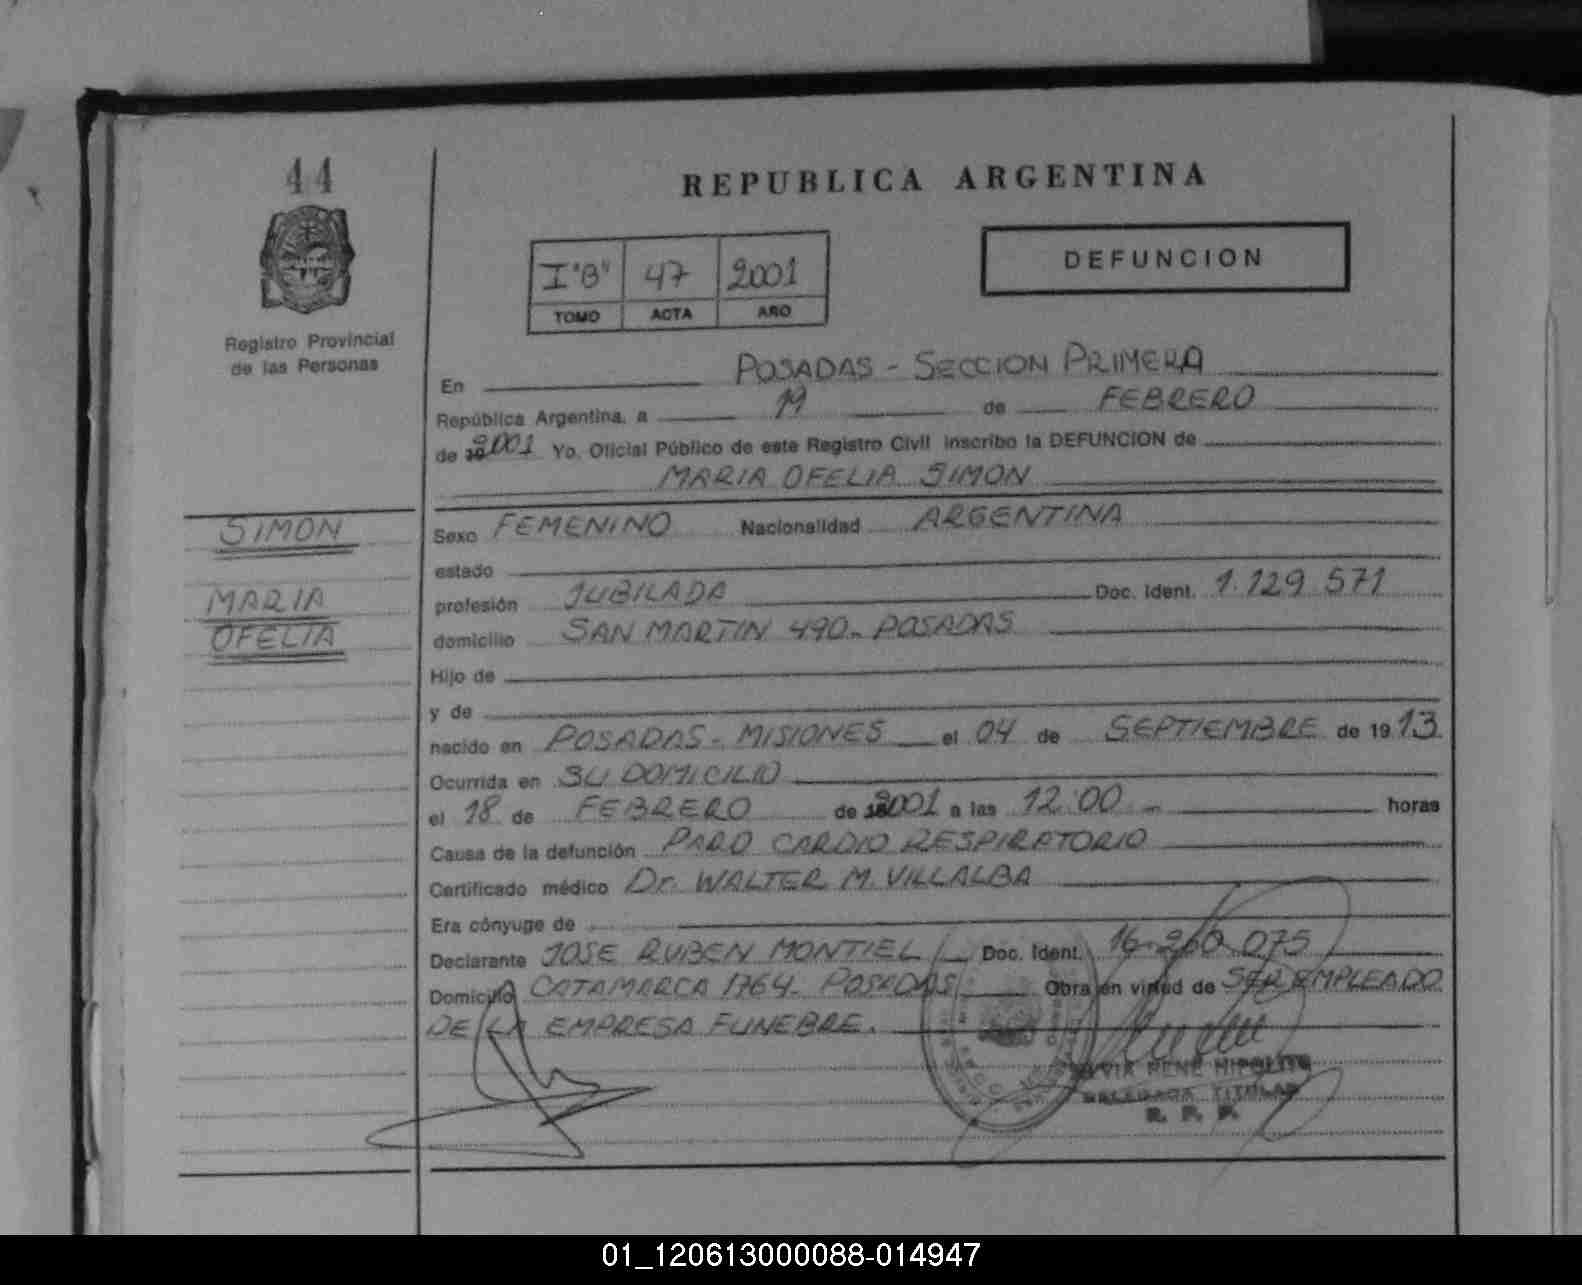 44
Registro Provincial
de las Personas
REPUBLICA ARGENTINA
I "B" 47 2001
TOMO ACTA AÑO
DEFUNCION
En POSADAS - SECCION PRIMERA
República Argentina, a 19 de FEBRERO
de 2001 Yo, Oficial Público de este Registro Civil inscribo la DEFUNCION de
MARIA OFELIA SIMON
SIMON
MARIA
OFELIA
Sexo FEMENINO Nacionalidad ARGENTINA
estado
profesión JUBILADA Doc. Ident. 1.129.571
domicilio SAN MARTIN 490- POSADAS
Hijo de
y de
nacido en POSADAS- MISIONES el 04 de SEPTIEMBRE de 1913
Ocurrida en SU DOMICILIO
el 18 de FEBRERO de 2001 a las 12:00 horas
Causa de la defunción PARO CARDIO RESPIRATORIO
Certificado médico Dr. WALTER M. VILLALBA
Era cónyuge de
Declarante JOSE RUBEN MONTIEL Doc. Ident. 16.260.075
Domicilio CATAMARCA 1764- POSADAS Obra en virtud de SER EMPLEADO
DE LA EMPRESA FUNEBRE.
RENE HIPOLITO
DELEGADA TITULAR
R. P. P.
01_120613000088-014947